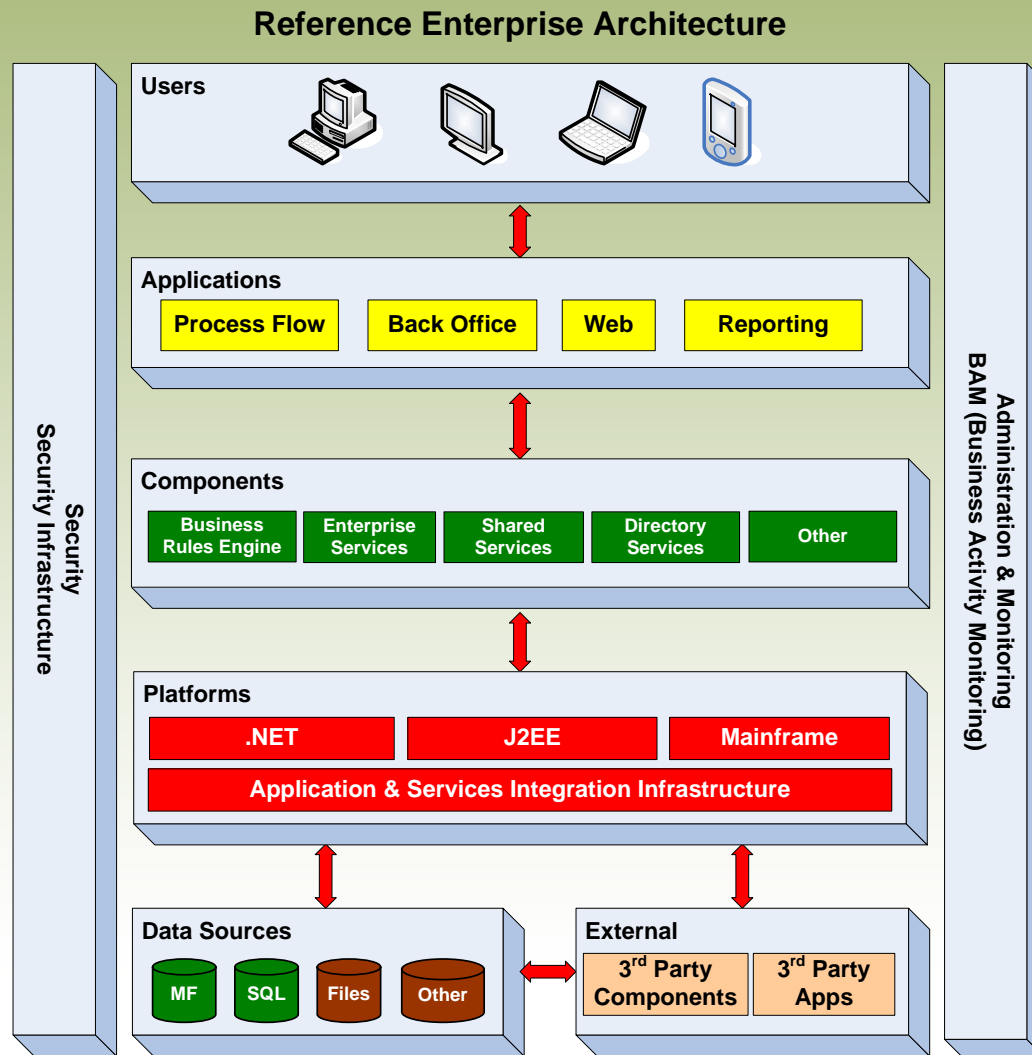 Reference Enterprise Architecture
Security
Security Infrastructure
Users
Applications
Process Flow
Back Office
Web
Reporting
Components
Business
Rules Engine
Enterprise
Services
Shared
Services
Directory
Services
Other
Platforms
.NET
J2EE
Mainframe
Application & Services Integration Infrastructure
Data Sources
MF
SQL
Files
Other
External
3rd Party
Components
3rd Party
Apps
Administration & Monitoring
BAM (Business Activity Monitoring)